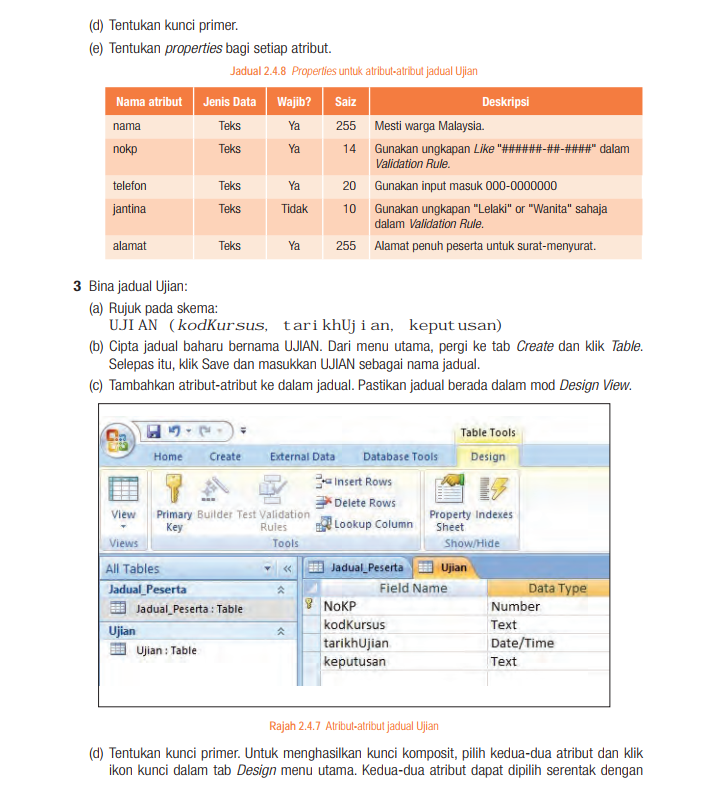 (d) Tentukan kunci primer.
(e) Tentukan properties bagi setiap atribut.
Jadual 2.4.8 Properties untuk atribut-atribut jadual Ujian
Nama atribut Jenis Data Wajib? Saiz Deskripsi
nama Teks Ya 255 Mesti warga Malaysia.
nokp Teks Ya 14 Gunakan ungkapan Like "######-##-####" dalam
Validation Rule.
telefon Teks Ya 20 Gunakan input masuk 000-0000000
jantina Teks Tidak 10 Gunakan ungkapan "Lelaki" or "Wanita" sahaja
dalam Validation Rule.
alamat Teks Ya 255 Alamat penuh peserta untuk surat-menyurat.
3 Bina jadual Ujian:
(a) Rujuk pada skema:
UJIAN (kodKursus, tarikhUjian, keputusan)
(b) Cipta jadual baharu bernama UJIAN. Dari menu utama, pergi ke tab Create dan klik Table.
Selepas itu, klik Save dan masukkan UJIAN sebagai nama jadual.
(c) Tambahkan atribut-atribut ke dalam jadual. Pastikan jadual berada dalam mod Design View.
Table Tools
Home Create External Data Database Tools Design
View
Primary Key
Builder
Test Validation Rules
Insert Rows
Delete Rows
Lookup Column
Property Sheet
Indexes
Views Tools Show/Hide
All Tables
Jadual_Peserta
Jadual_Peserta : Table
Ujian
Ujian : Table
Jadual_Peserta Ujian
Field Name Data Type
NoKP Number
kodKursus Text
tarikhUjian Date/Time
keputusan Text
Rajah 2.4.7 Atribut-atribut jadual Ujian
(d) Tentukan kunci primer. Untuk menghasilkan kunci komposit, pilih kedua-dua atribut dan klik
ikon kunci dalam tab Design menu utama. Kedua-dua atribut dapat dipilih serentak dengan